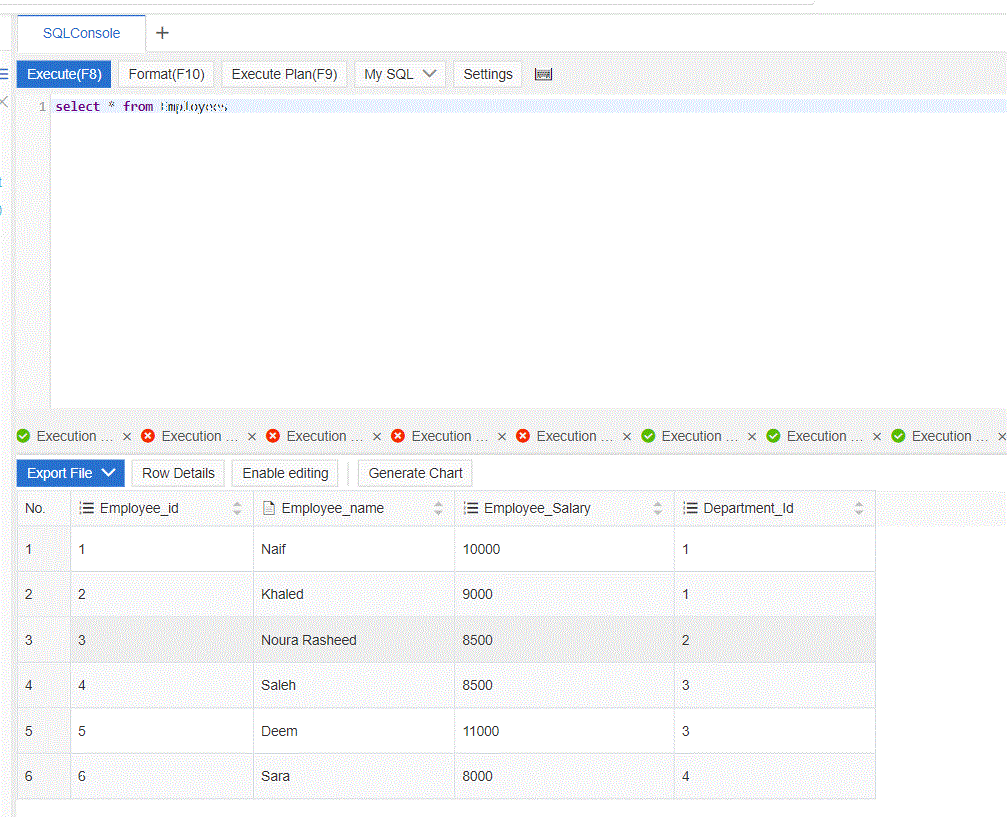 SQLConsole +
Execute(F8) Format(F10) Execute Plan(F9) My SQL Settings
1 select * from Employees
Execution ... × Execution ... × Execution ... × Execution ... × Execution ... × Execution ... × Execution ... × Execution ... ×
Export File Row Details Enable editing Generate Chart
No. Employee_id Employee_name Employee_Salary Department_Id
1 1 Naif 10000 1
2 2 Khaled 9000 1
3 3 Noura Rasheed 8500 2
4 4 Saleh 8500 3
5 5 Deem 11000 3
6 6 Sara 8000 4